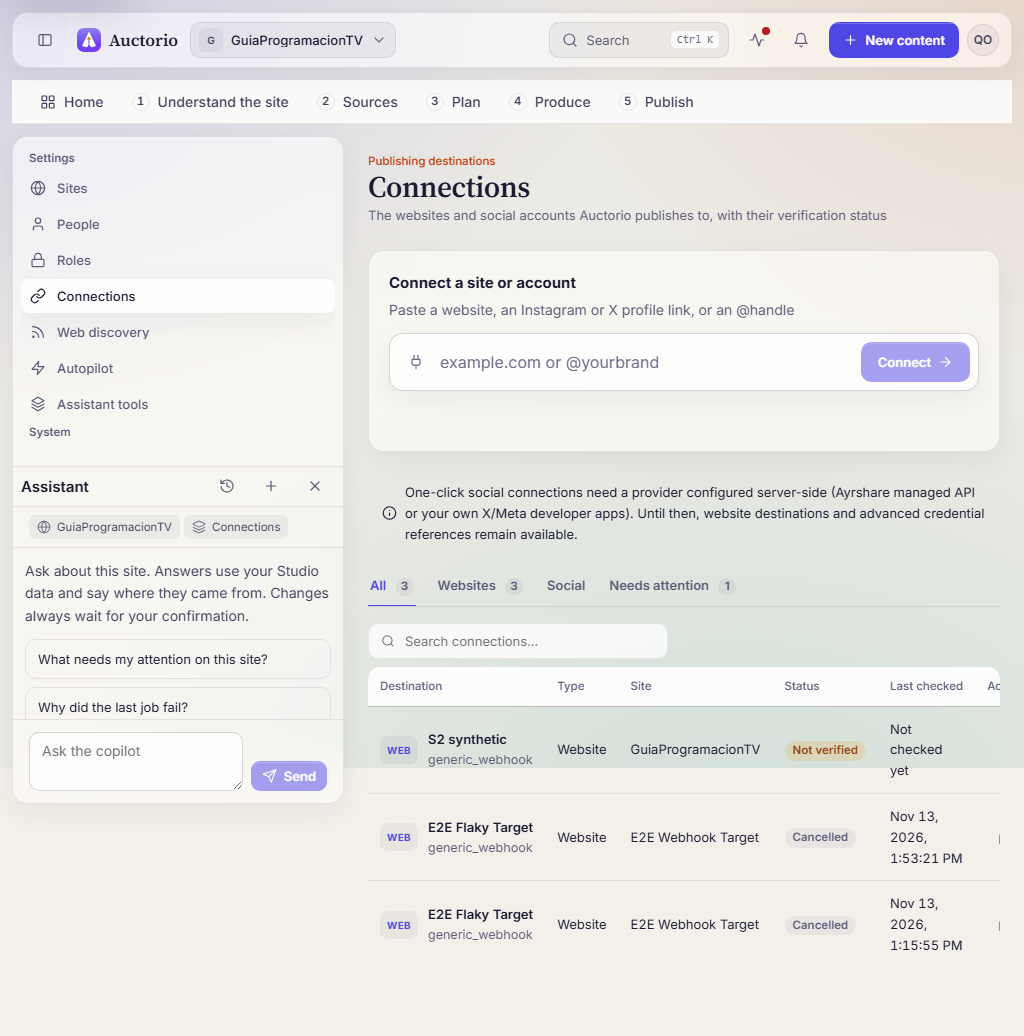 Auctorio
G GuiaProgramacionTV
Search Ctrl K
New content
QO
Home
1 Understand the site
2 Sources
3 Plan
4 Produce
5 Publish
Settings
Sites
People
Roles
Connections
Web discovery
Autopilot
Assistant tools
System
Assistant
GuiaProgramacionTV
Connections
Ask about this site. Answers use your Studio
data and say where they came from. Changes
always wait for your confirmation.
What needs my attention on this site?
Why did the last job fail?
Ask the copilot
Send
Publishing destinations
Connections
The websites and social accounts Auctorio publishes to, with their verification status
Connect a site or account
Paste a website, an Instagram or X profile link, or an @handle
example.com or @yourbrand
Connect
One-click social connections need a provider configured server-side (Ayrshare managed API
or your own X/Meta developer apps). Until then, website destinations and advanced credential
references remain available.
All 3
Websites 3
Social
Needs attention 1
Search connections...
Destination Type Site Status Last checked Ac
WEB S2 synthetic
generic_webhook
Website
GuiaProgramacionTV
Not verified
Not
checked
yet
WEB E2E Flaky Target
generic_webhook
Website
E2E Webhook Target
Cancelled
Nov 13,
2026,
1:53:21 PM
WEB E2E Flaky Target
generic_webhook
Website
E2E Webhook Target
Cancelled
Nov 13,
2026,
1:15:55 PM